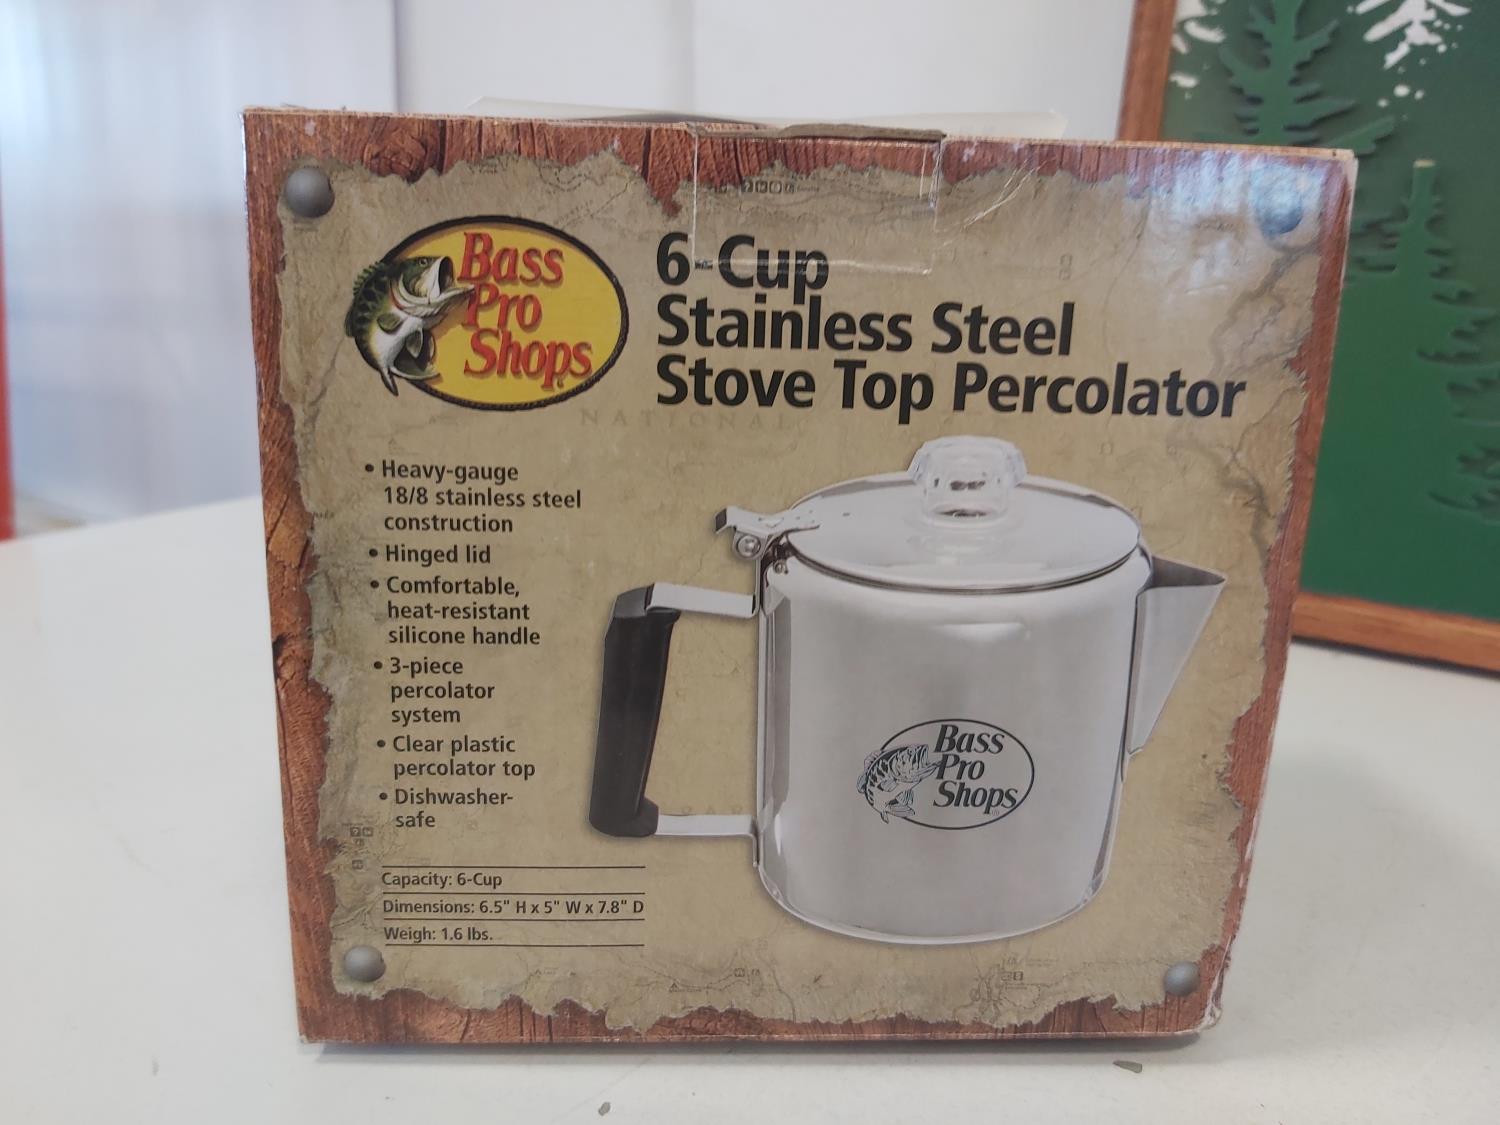 Bass
Pro
Shops
6-Cup
Stainless Steel
Stove Top Percolator
NATIONAL
• Heavy-gauge
18/8 stainless steel
construction
• Hinged lid
• Comfortable,
heat-resistant
silicone handle
• 3-piece
percolator
system
• Clear plastic
percolator top
• Dishwasher-
safe
Capacity: 6-Cup
Dimensions: 6.5" H x 5" W x 7.8" D
Weigh: 1.6 lbs.
Bass
Pro
Shops